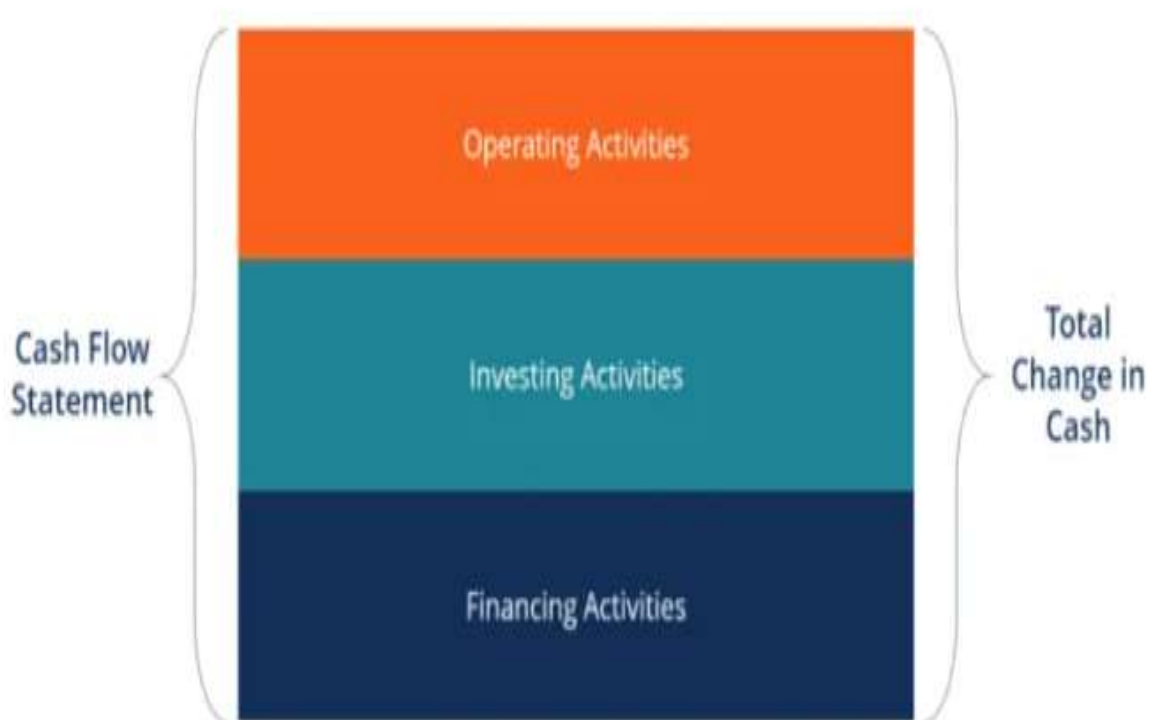 Operating Activities
Cash Flow
Statement
Investing Activities
Total
Change in
Cash
Financing Activities